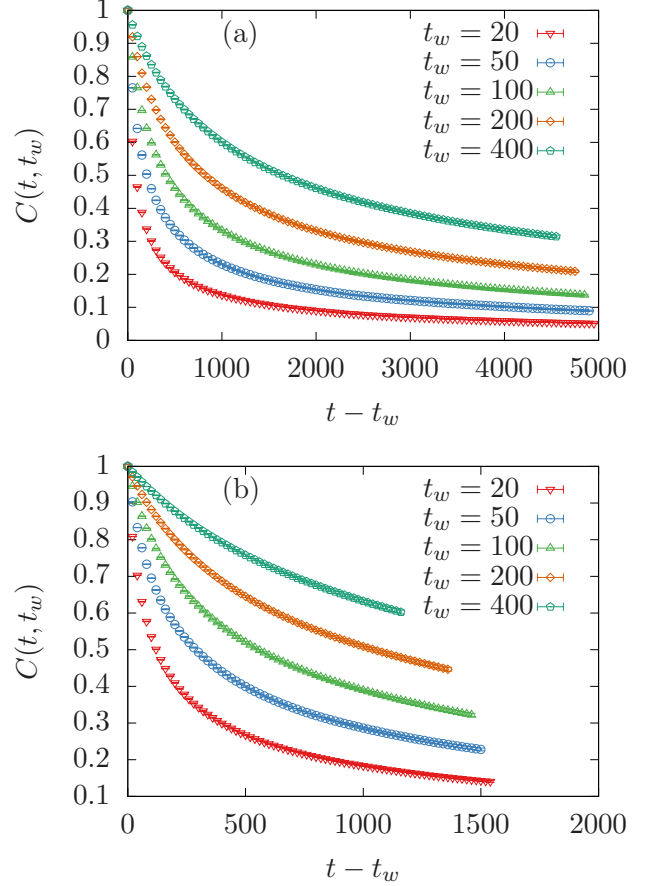 C(t, t_w)
1
0.9
0.8
0.7
0.6
0.5
0.4
0.3
0.2
0.1
0
(a)
t_w = 20
t_w = 50
t_w = 100
t_w = 200
t_w = 400
0 1000 2000 3000 4000 5000
t − t_w
C(t, t_w)
1
0.9
0.8
0.7
0.6
0.5
0.4
0.3
0.2
0.1
(b)
t_w = 20
t_w = 50
t_w = 100
t_w = 200
t_w = 400
0 500 1000 1500 2000
t − t_w